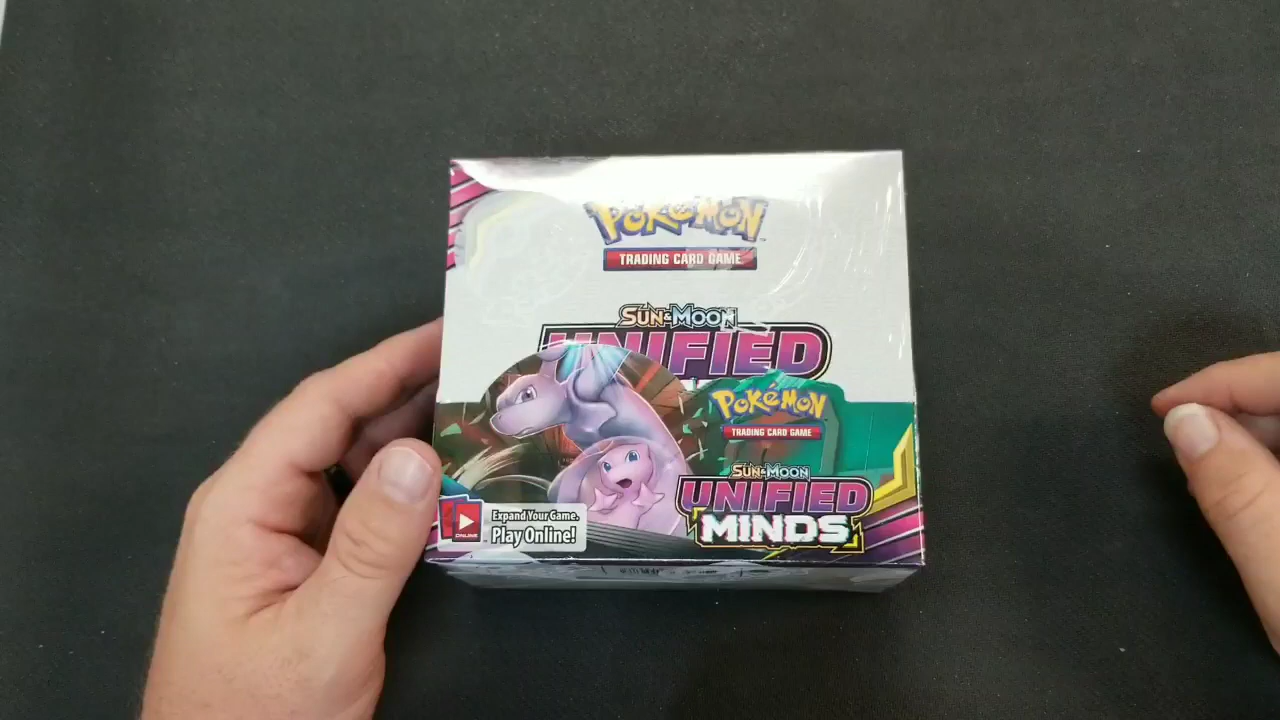 POKéMON
TRADING CARD GAME
SUN & MOON
UNIFIED
POKéMON
TRADING CARD GAME
SUN & MOON
UNIFIED
MINDS
Expand Your Game.
Play Online!
ONLINE